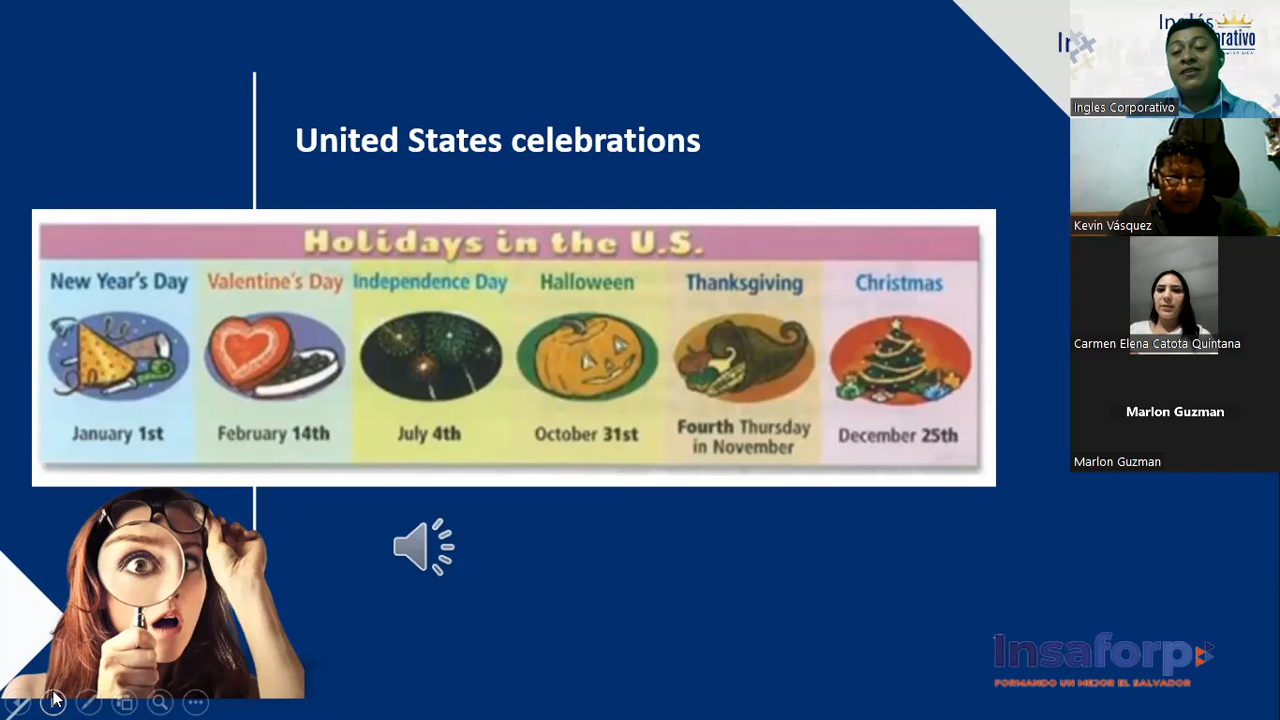 United States celebrations
Holidays in the U.S.
New Year's Day
Valentine's Day
Independence Day
Halloween
Thanksgiving
Christmas
January 1st
February 14th
July 4th
October 31st
Fourth Thursday
in November
December 25th
Insaforp
FORMANDO UN MEJOR EL SALVADOR
Inglés
Ingles Corporativo
Kevin Vásquez
Carmen Elena Catota Quintana
Marlon Guzman
Marlon Guzman